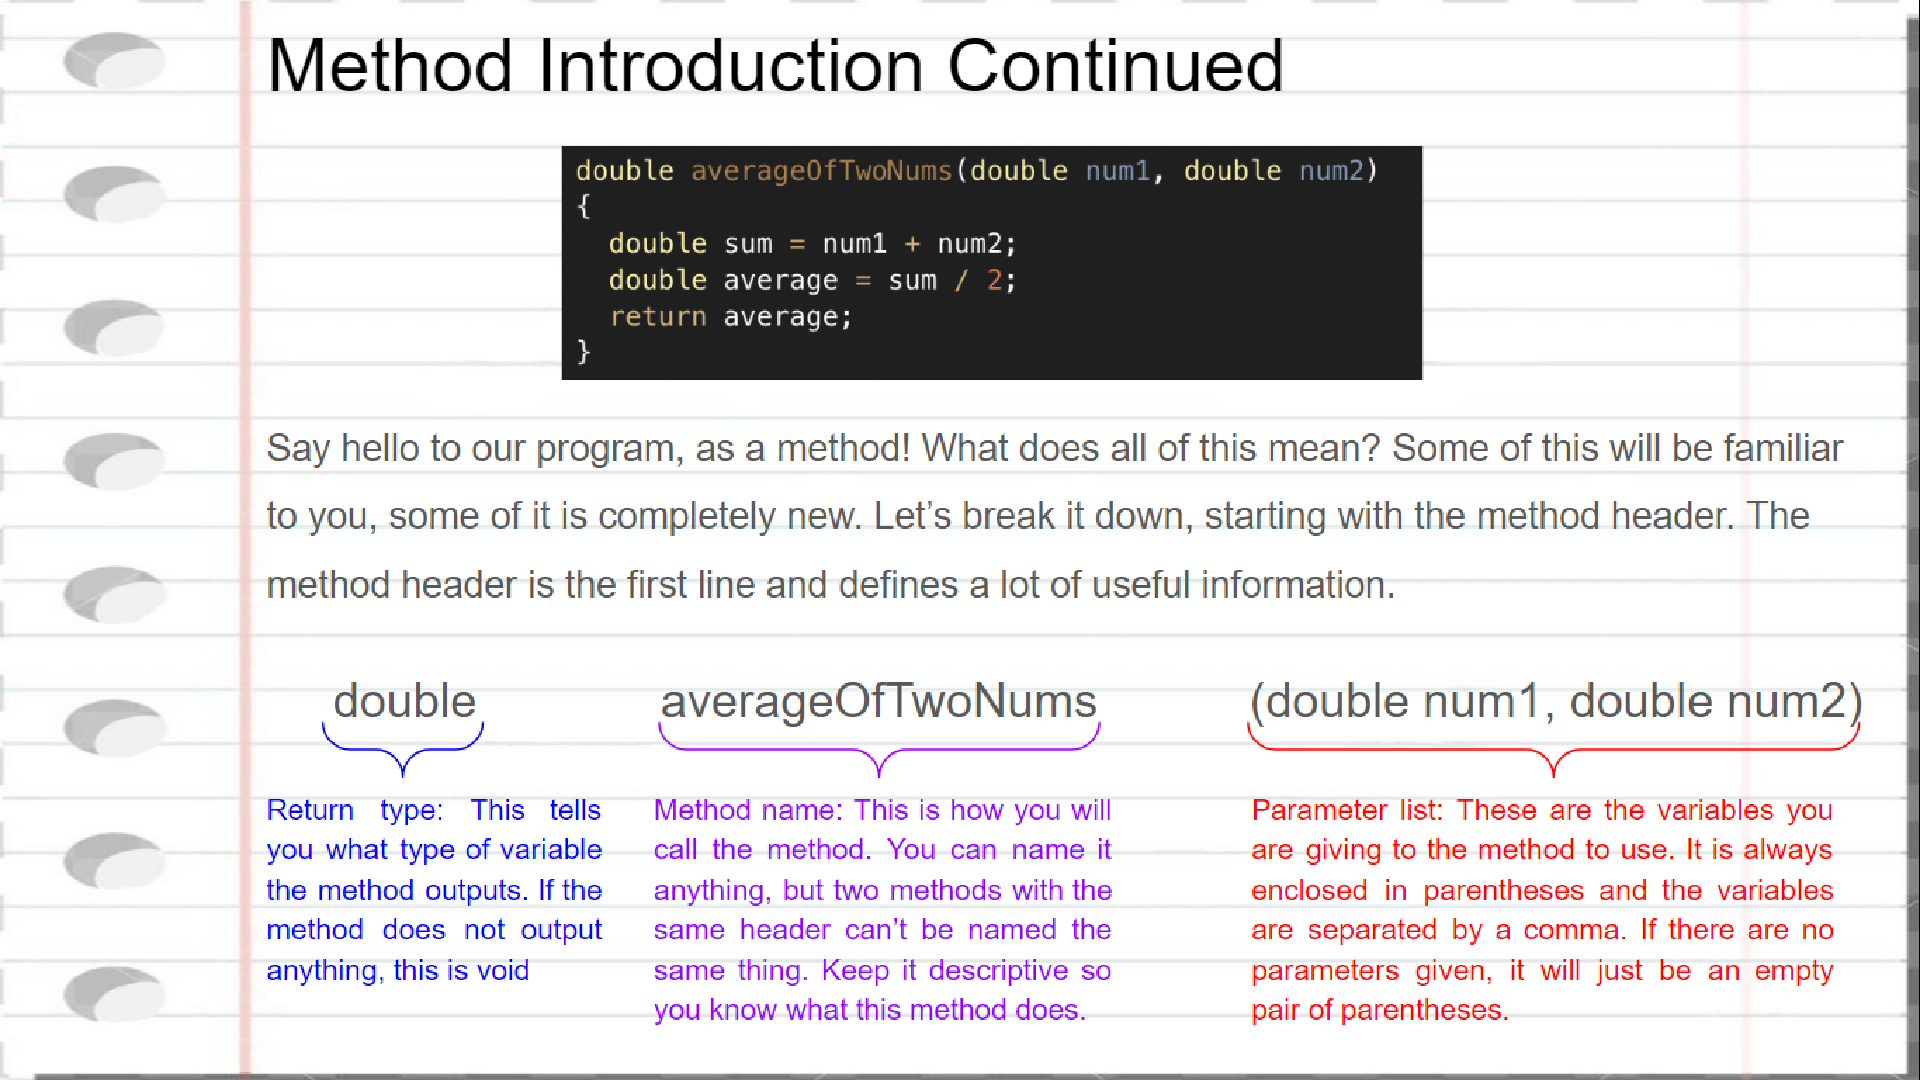 Method Introduction Continued
double averageOfTwoNums(double num1, double num2)
{
  double sum = num1 + num2;
  double average = sum / 2;
  return average;
}
Say hello to our program, as a method! What does all of this mean? Some of this will be familiar
to you, some of it is completely new. Let’s break it down, starting with the method header. The
method header is the first line and defines a lot of useful information.
double
Return type: This tells
you what type of variable
the method outputs. If the
method does not output
anything, this is void
averageOfTwoNums
Method name: This is how you will
call the method. You can name it
anything, but two methods with the
same header can’t be named the
same thing. Keep it descriptive so
you know what this method does.
(double num1, double num2)
Parameter list: These are the variables you
are giving to the method to use. It is always
enclosed in parentheses and the variables
are separated by a comma. If there are no
parameters given, it will just be an empty
pair of parentheses.